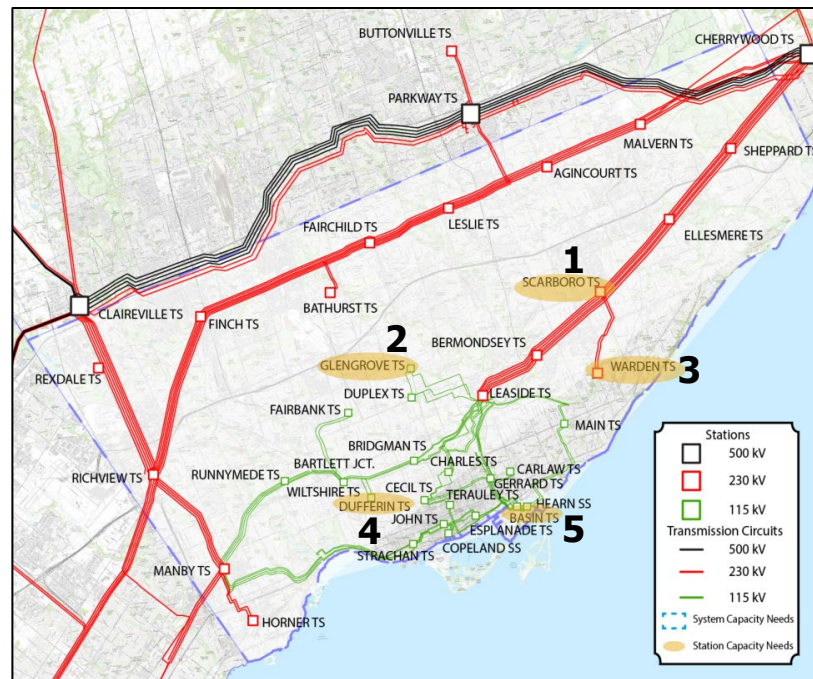 BUTTONVILLE TS
CHERRYWOOD TS
PARKWAY TS
MALVERN TS
SHEPPARD TS
AGINCOURT TS
FAIRCHILD TS
LESLIE TS
ELLESMERE TS
1
SCARBORO TS
CLAIREVILLE TS
FINCH TS
BATHURST TS
2
BERMONDSEY TS
GLENGROVE TS
WARDEN TS
3
REXDALE TS
DUPLEX TS
LEASIDE TS
FAIRBANK TS
MAIN TS
BRIDGMAN TS
RICHVIEW TS
RUNNYMEDE TS
BARTLETT JCT.
CHARLES TS
CARLAW TS
WILTSHIRE TS
CECIL TS
GERRARD TS
DUFFERIN TS
TERAULEY TS
HEARN SS
4
JOHN TS
BASIN TS
5
ESPLANADE TS
STRACHAN TS
COPELAND SS
MANBY TS
HORNER TS
Stations
500 kV
230 kV
115 kV
Transmission Circuits
500 kV
230 kV
115 kV
System Capacity Needs
Station Capacity Needs